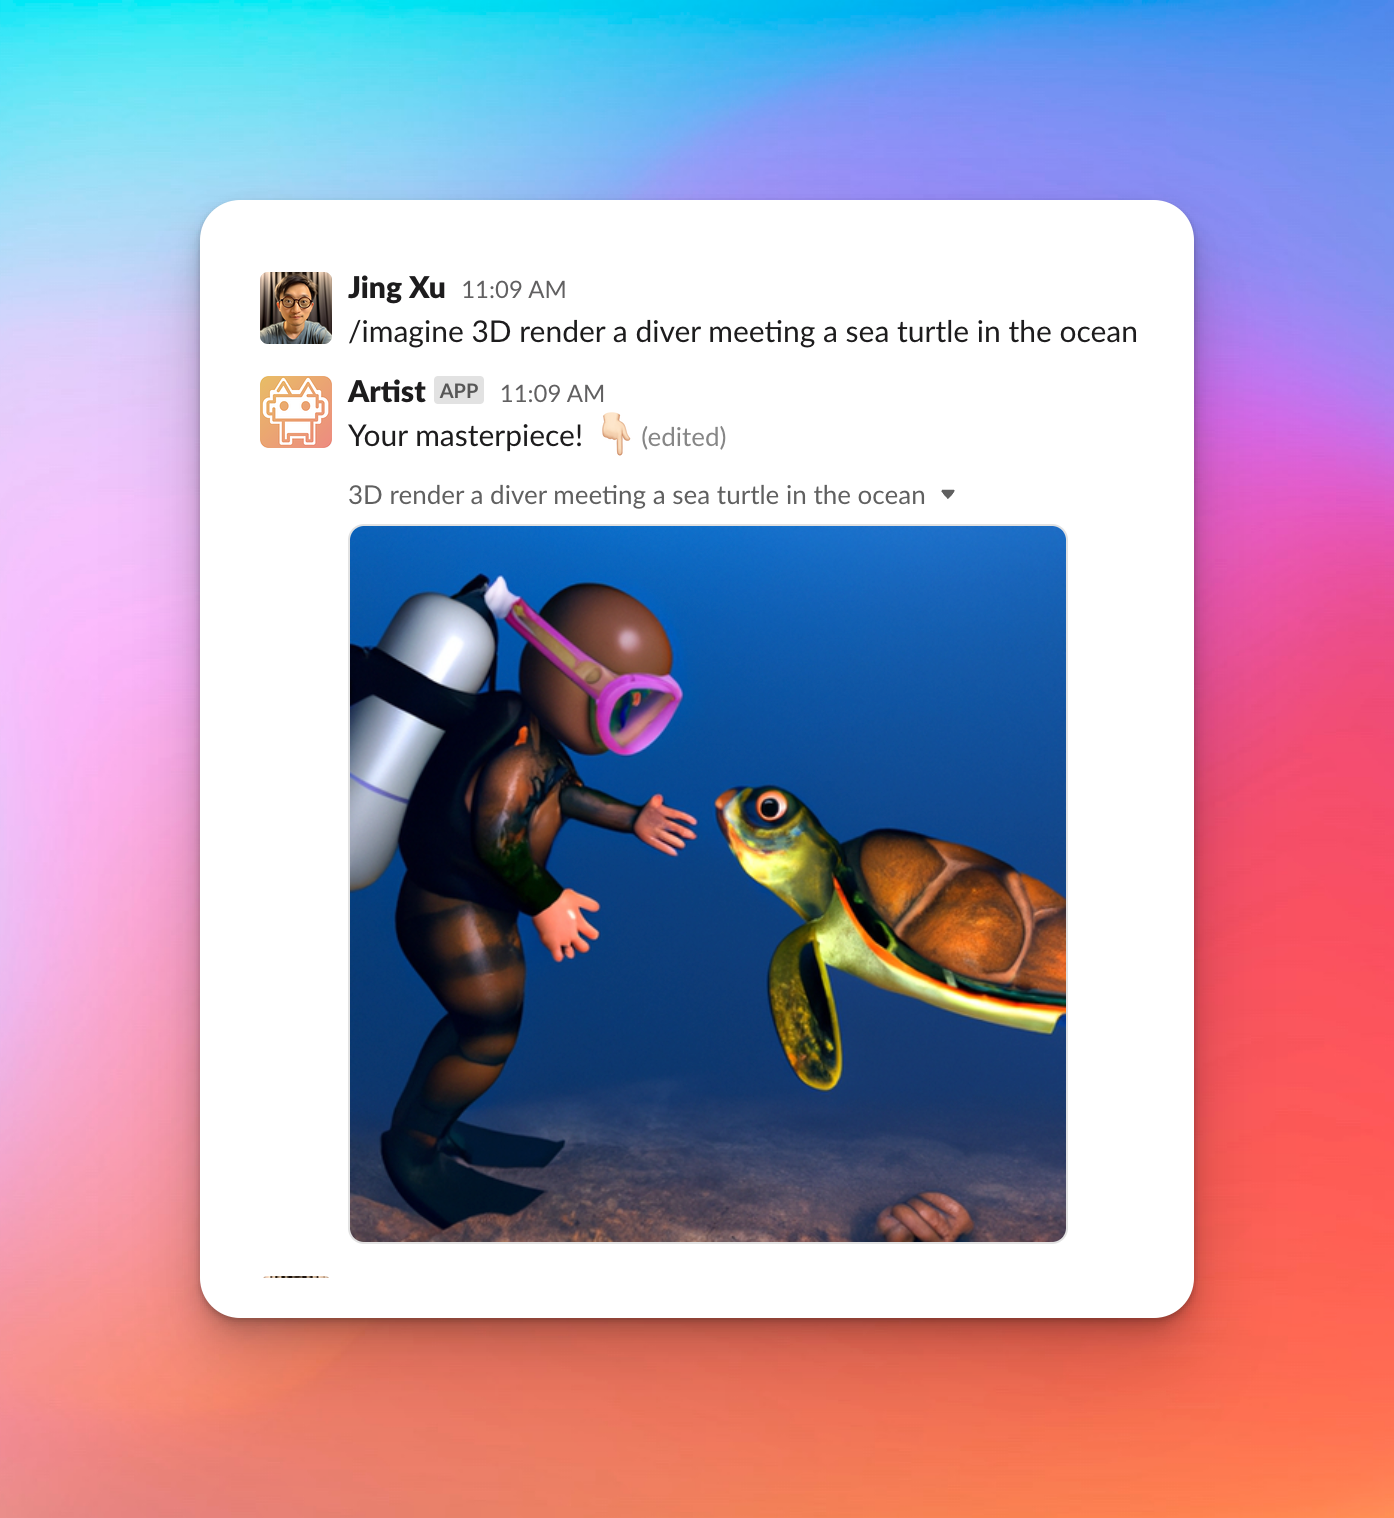 Jing Xu 11:09 AM
/imagine 3D render a diver meeting a sea turtle in the ocean
Artist APP 11:09 AM
Your masterpiece! 👇🏻 (edited)
3D render a diver meeting a sea turtle in the ocean